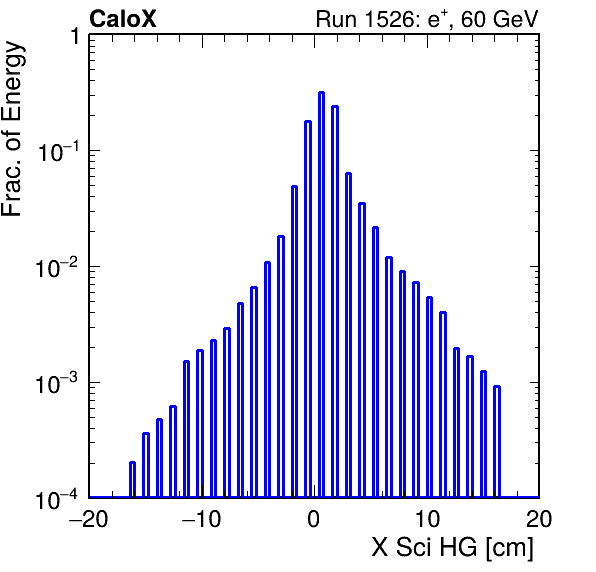 CaloX Run 1526: e⁺, 60 GeV
Frac. of Energy
1
10⁻¹
10⁻²
10⁻³
10⁻⁴
−20 −10 0 10 20
X Sci HG [cm]